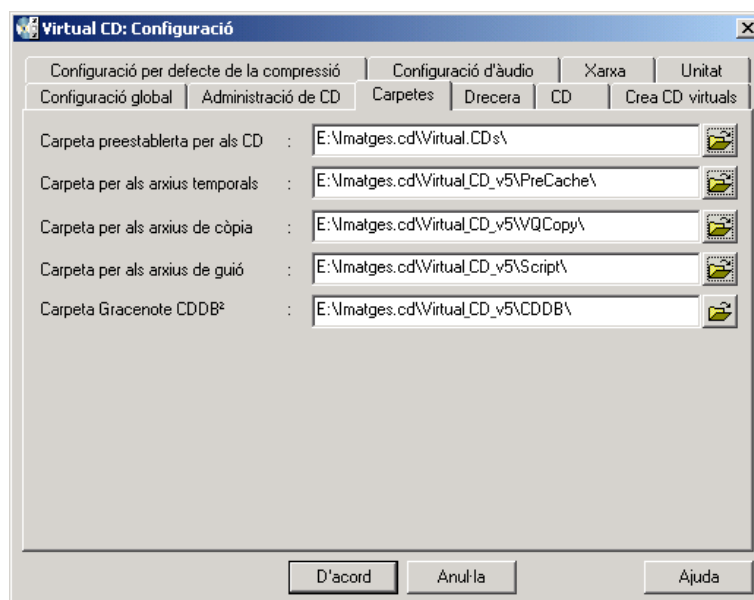 Virtual CD: Configuració
Configuració per defecte de la compressió Configuració d'àudio Xarxa Unitat
Configuració global Administració de CD Carpetes Drecera CD Crea CD virtuals
Carpeta preestablerta per als CD : E:\Imatges.cd\Virtual.CDs\
Carpeta per als arxius temporals : E:\Imatges.cd\Virtual_CD_v5\PreCache\
Carpeta per als arxius de còpia : E:\Imatges.cd\Virtual_CD_v5\VQCopy\
Carpeta per als arxius de guió : E:\Imatges.cd\Virtual_CD_v5\Script\
Carpeta Gracenote CDDB² : E:\Imatges.cd\Virtual_CD_v5\CDDB\
D'acord Anul·la Ajuda